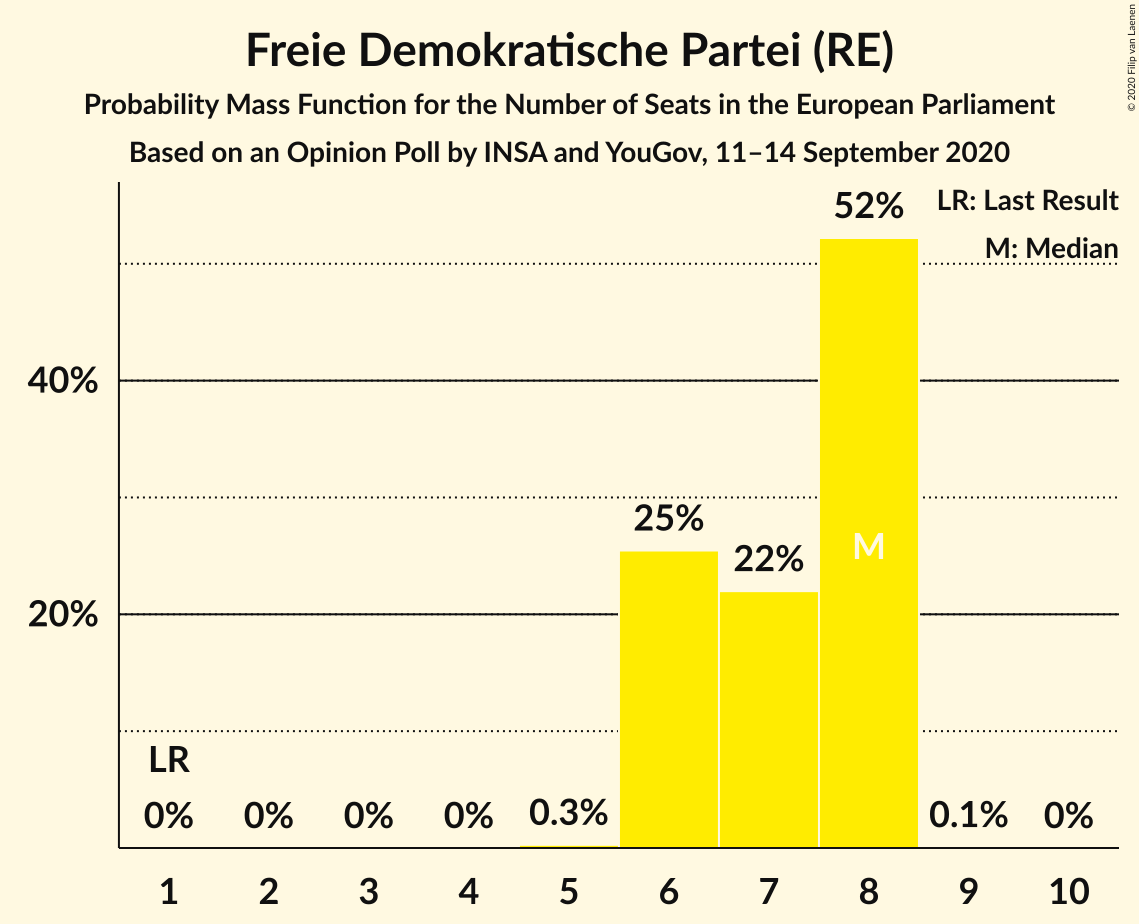 Freie Demokratische Partei (RE)
Probability Mass Function for the Number of Seats in the European Parliament
Based on an Opinion Poll by INSA and YouGov, 11–14 September 2020
© 2020 Filip van Laenen
LR: Last Result
M: Median
52%
40%
25%
22%
M
20%
LR
0% 0% 0% 0% 0.3% 0.1% 0%
1 2 3 4 5 6 7 8 9 10